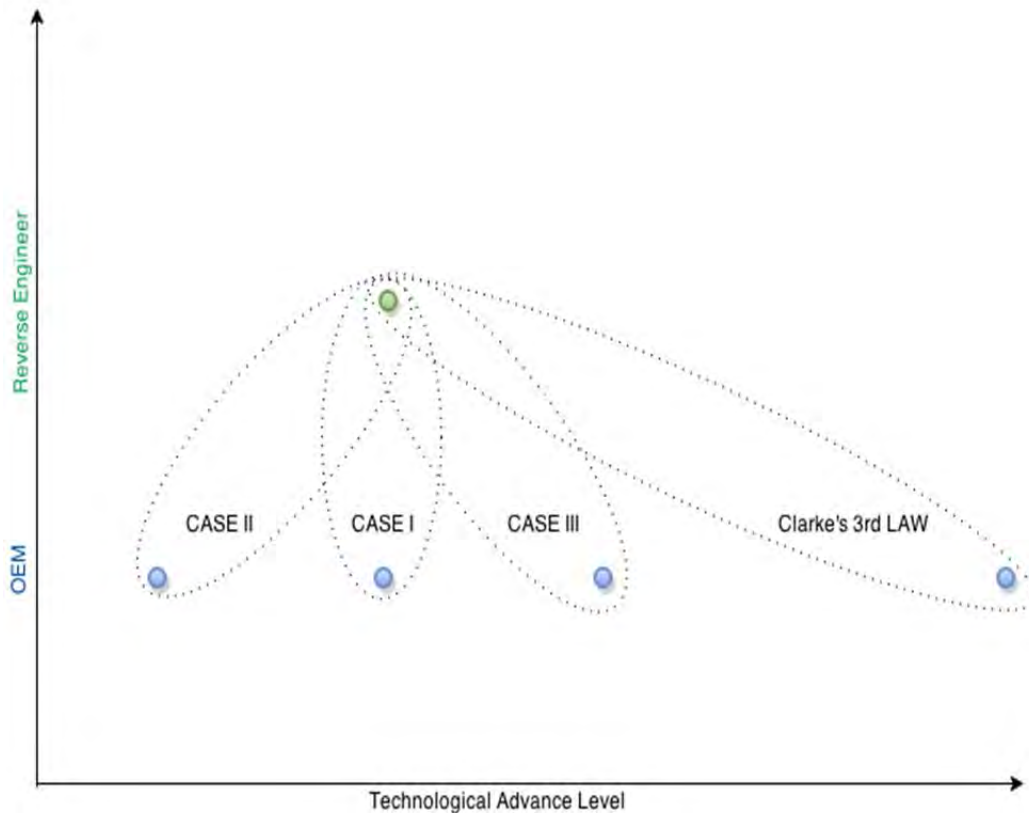 Reverse Engineer
OEM
CASE II
CASE I
CASE III
Clarke's 3rd LAW
Technological Advance Level